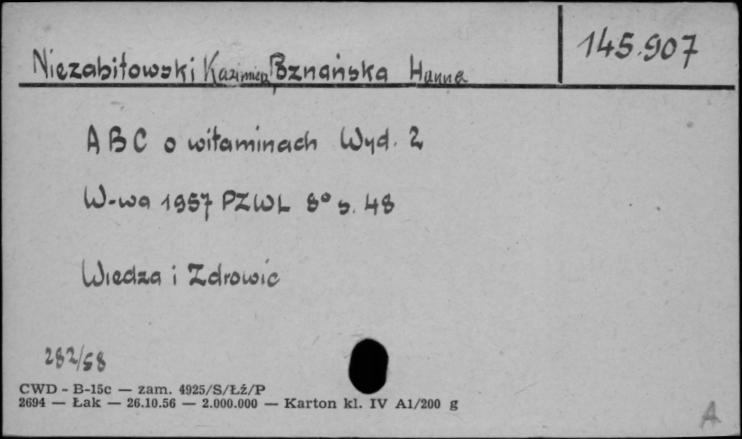 145.907
Niezabitowski Kazimierz, Bznańska Hanna
ABC o witaminach Wyd. 2
W-wa 1957 PZWL 8° s. 48
Wiedza i Zdrowie
282/58
CWD - B-15c — zam. 4925/S/Łź/P
2694 — Łak — 26.10.56 — 2.000.000 — Karton kl. IV A1/200 g
A